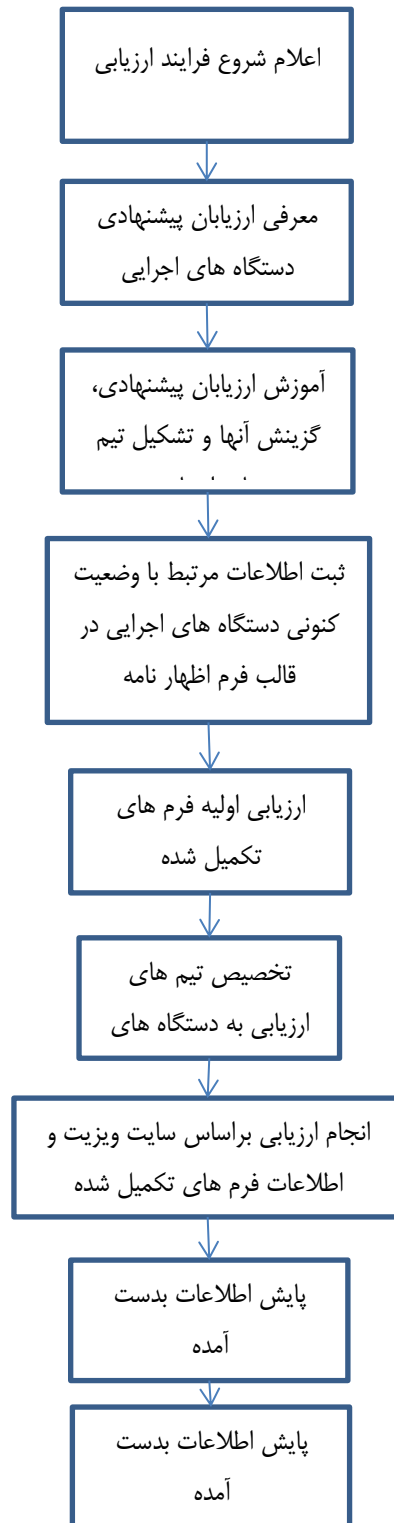 اعلام شروع فرایند ارزیابی
معرفی ارزیابان پیشنهادی
دستگاه های اجرایی
آموزش ارزیابان پیشنهادی،
گزینش آنها و تشکیل تیم
ثبت اطلاعات مرتبط با وضعیت
کنونی دستگاه های اجرایی در
قالب فرم اظهار نامه
ارزیابی اولیه فرم های
تکمیل شده
تخصیص تیم های
ارزیابی به دستگاه های
انجام ارزیابی براساس سایت ویزیت و
اطلاعات فرم های تکمیل شده
پایش اطلاعات بدست
آمده
پایش اطلاعات بدست
آمده